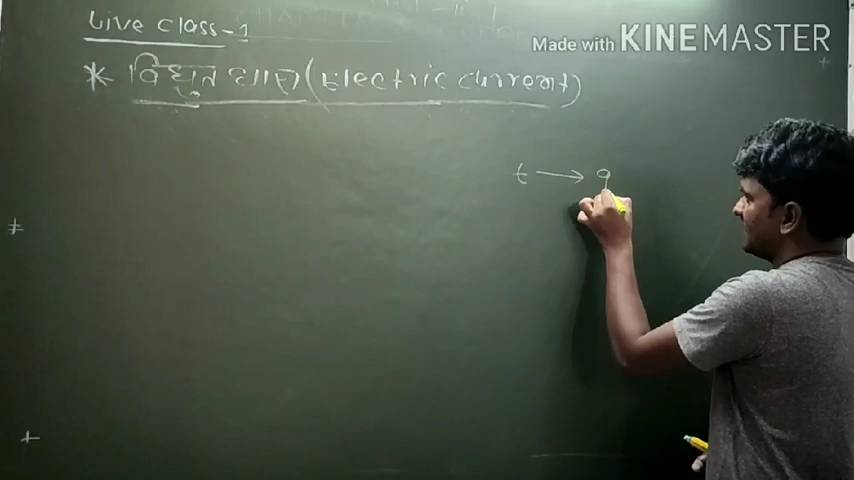 Live class-1
Made with KINEMASTER
* विद्युत धारा (Electric current)
t → q